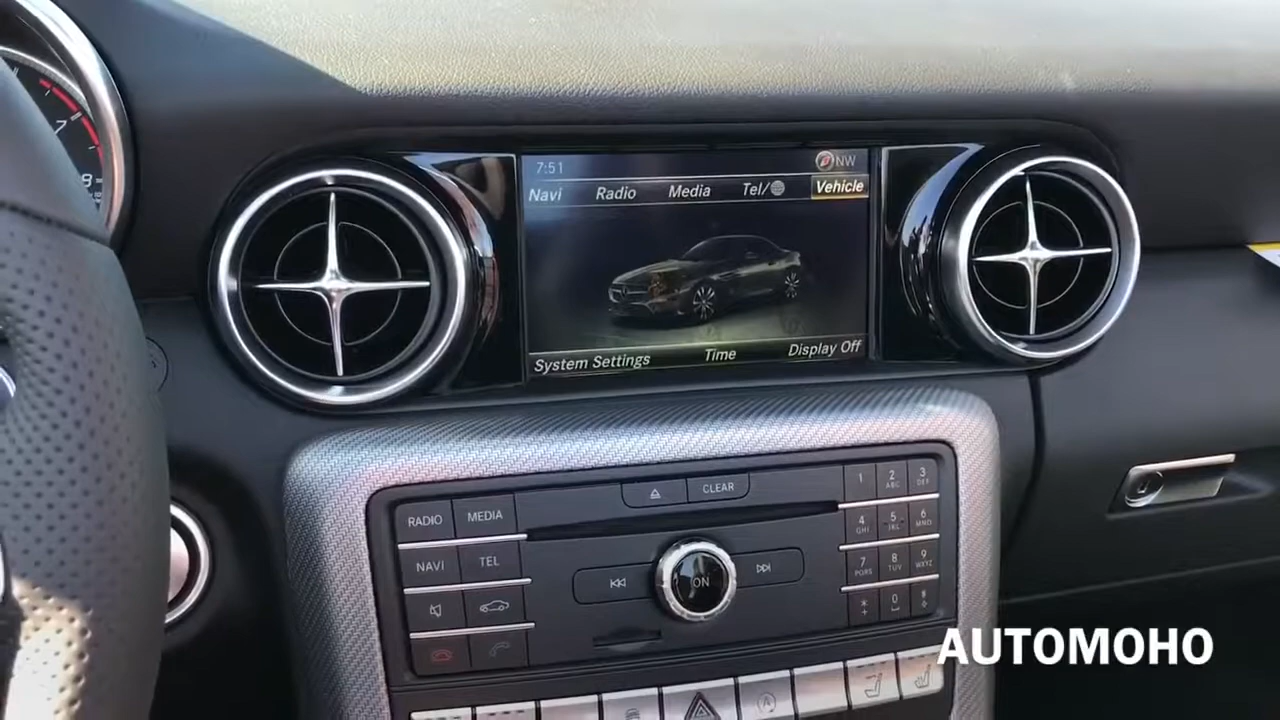 7
8
7:51
NW
Navi Radio Media Tel/ Vehicle
System Settings Time Display Off
RADIO MEDIA
NAVI TEL
CLEAR
ON
1 2 ABC 3 DEF
4 GHI 5 JKL 6 MNO
7 PQRS 8 TUV 9 WXYZ
* + 0 #
A
AUTOMOHO